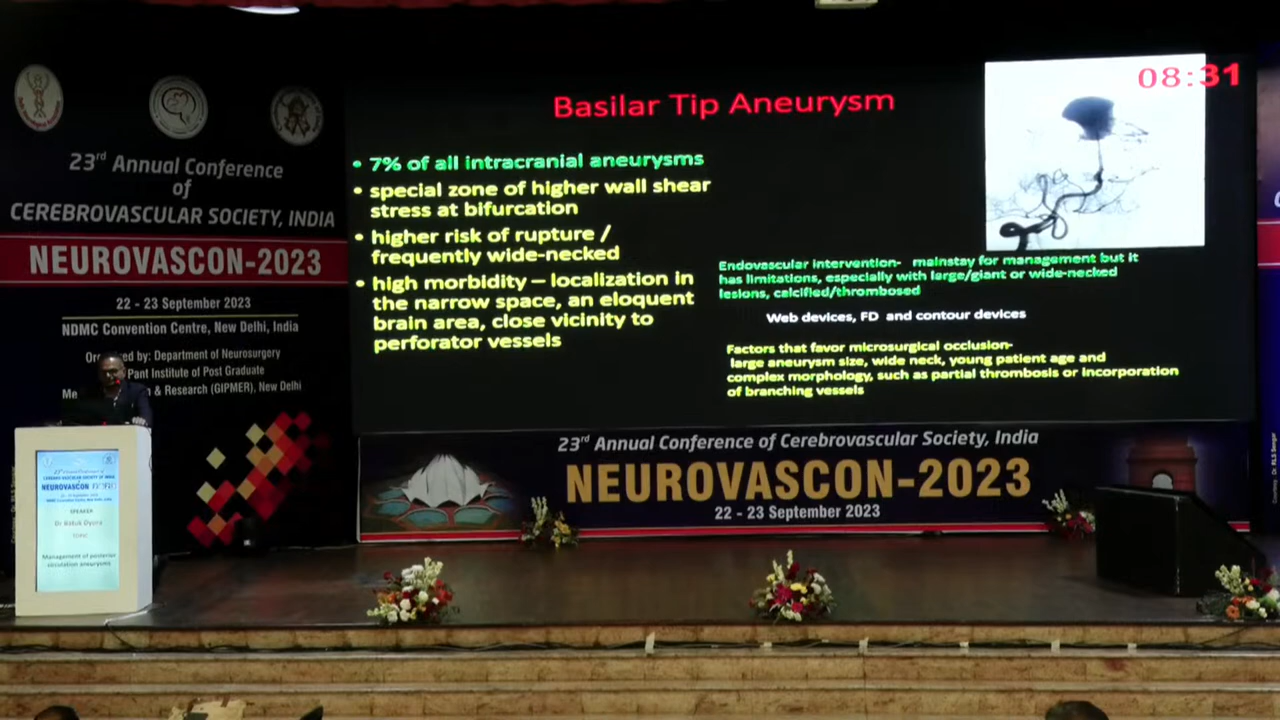 23rd Annual Conference
of
CEREBROVASCULAR SOCIETY, INDIA
NEUROVASCON-2023
22 - 23 September 2023
NDMC Convention Centre, New Delhi, India
by: Department of Neurosurgery
Pant Institute of Post Graduate
& Research (GIPMER), New Delhi
SPEAKER
Management of posterior
circulation aneurysms
08:31
Basilar Tip Aneurysm
• 7% of all intracranial aneurysms
• special zone of higher wall shear
stress at bifurcation
• higher risk of rupture /
frequently wide-necked
• high morbidity – localization in
the narrow space, an eloquent
brain area, close vicinity to
perforator vessels
Endovascular intervention- mainstay for management but it
has limitations, especially with large/giant or wide-necked
lesions, calcified/thrombosed
Web devices, FD and contour devices
Factors that favor microsurgical occlusion-
large aneurysm size, wide neck, young patient age and
complex morphology, such as partial thrombosis or incorporation
of branching vessels
23rd Annual Conference of Cerebrovascular Society, India
NEUROVASCON-2023
22 - 23 September 2023